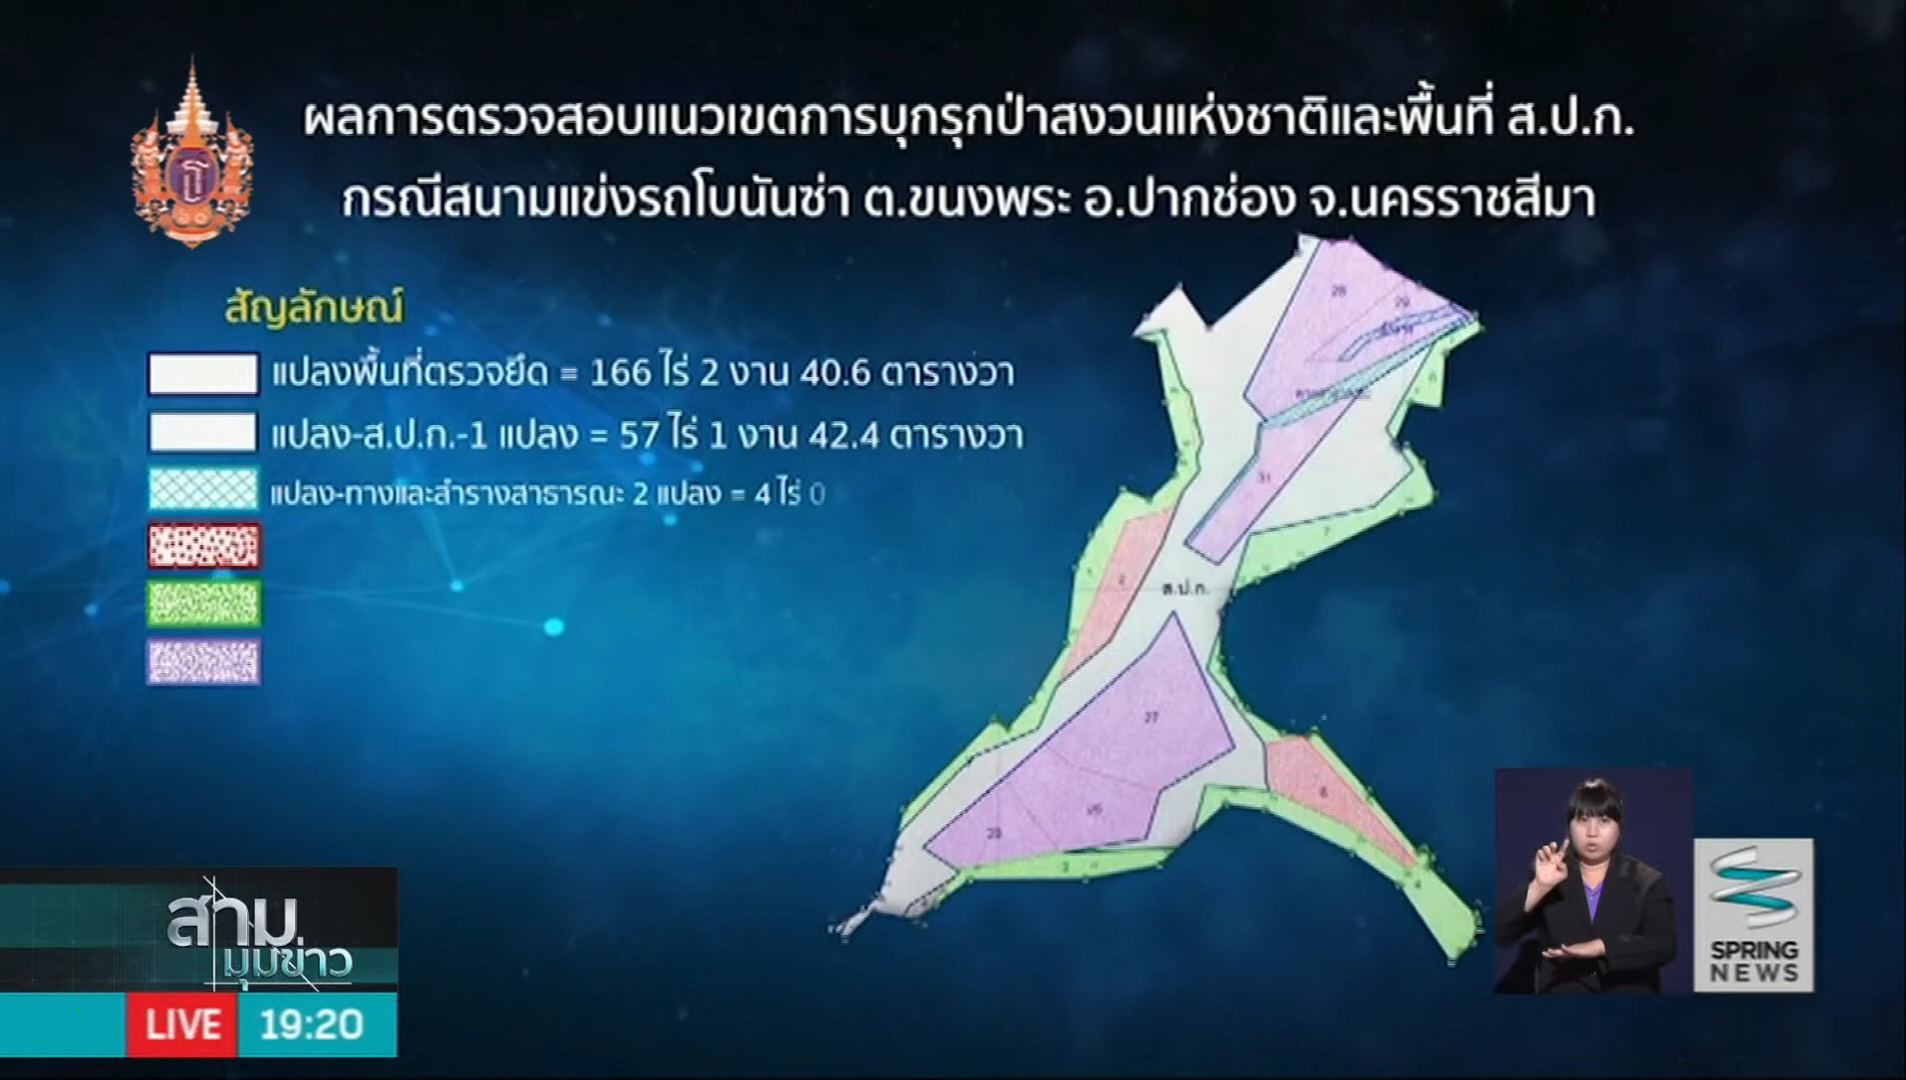 ผลการตรวจสอบแนวเขตการบุกรุกป่าสงวนแห่งชาติและพื้นที่ ส.ป.ก.
กรณีสนามแข่งรถโบนันซ่า ต.ขนงพระ อ.ปากช่อง จ.นครราชสีมา
สัญลักษณ์
แปลงพื้นที่ตรวจยึด = 166 ไร่ 2 งาน 40.6 ตารางวา
แปลง-ส.ป.ก.-1 แปลง = 57 ไร่ 1 งาน 42.4 ตารางวา
แปลง-ทางและลำรางสาธารณะ 2 แปลง = 4 ไร่ 0
28
29
31
7
1
2
ส.ป.ก.
27
6
3
4
สาม
มุมข่าว
LIVE 19:20
SPRING
NEWS